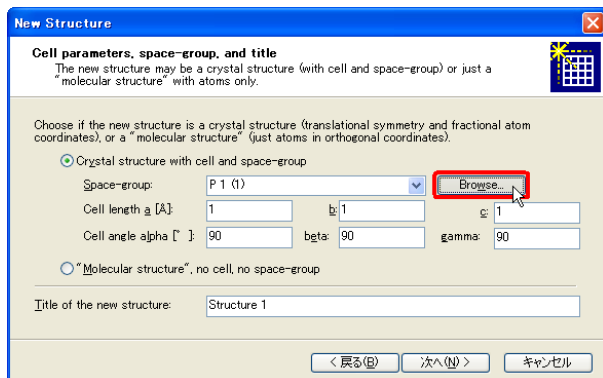 New Structure
Cell parameters, space-group, and title
The new structure may be a crystal structure (with cell and space-group) or just a
"molecular structure" with atoms only.
Choose if the new structure is a crystal structure (translational symmetry and fractional atom
coordinates), or a "molecular structure" (just atoms in orthogonal coordinates).
Crystal structure with cell and space-group
Space-group: P 1 (1) Browse...
Cell length a [Å]: 1 b: 1 c: 1
Cell angle alpha [° ]: 90 beta: 90 gamma: 90
"Molecular structure", no cell, no space-group
Title of the new structure: Structure 1
< 戻る(B) 次へ(N) > キャンセル